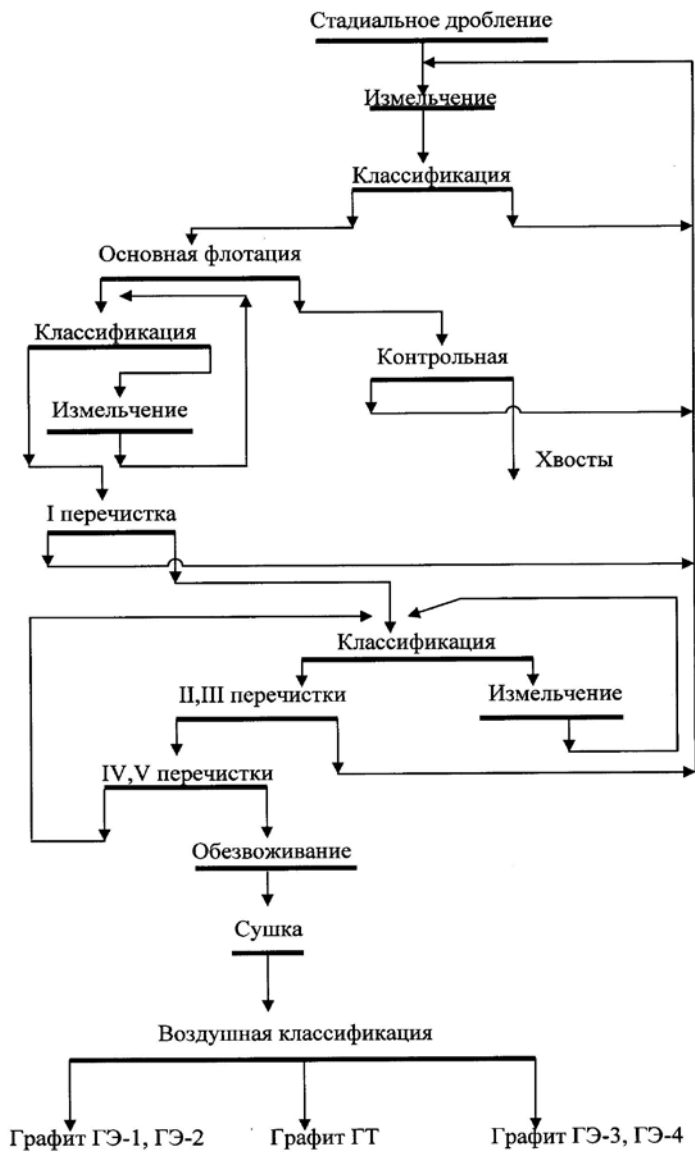 Стадиальное дробление
Измельчение
Классификация
Основная флотация
Классификация
Контрольная
Измельчение
Хвосты
I перечистка
Классификация
II,III перечистки
Измельчение
IV,V перечистки
Обезвоживание
Сушка
Воздушная классификация
Графит ГЭ-1, ГЭ-2
Графит ГТ
Графит ГЭ-3, ГЭ-4